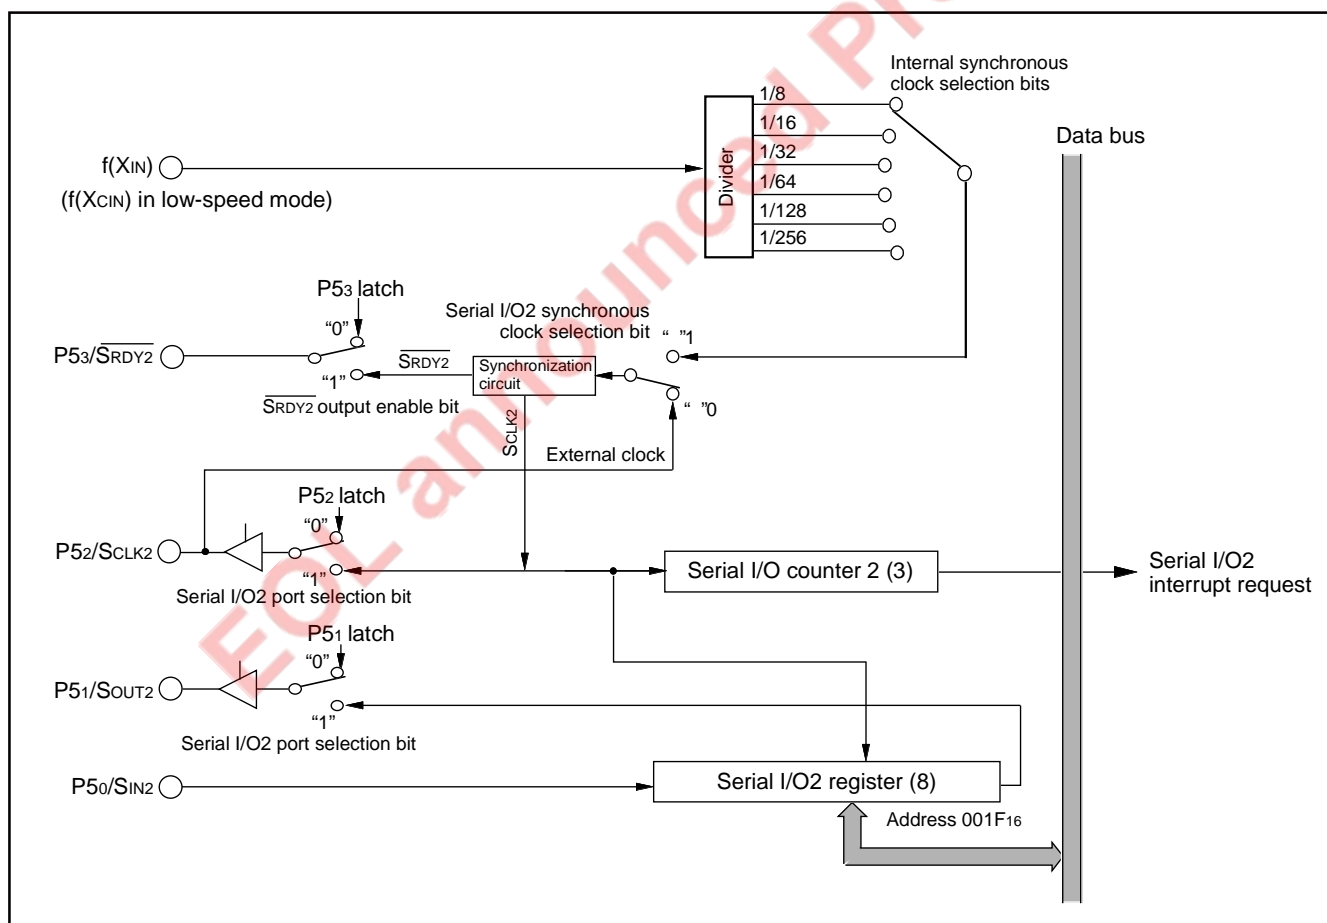 Internal synchronous
clock selection bits
1/8
1/16
1/32
1/64
1/128
1/256
Divider
Data bus
f(XIN)
(f(XCIN) in low-speed mode)
P53 latch
“0”
P53/SRDY2
“1”
SRDY2 output enable bit
SRDY2
Serial I/O2 synchronous
clock selection bit
“ ”1
Synchronization
circuit
“ ”0
SCLK2
External clock
P52 latch
“0”
P52/SCLK2
“1”
Serial I/O2 port selection bit
Serial I/O counter 2 (3)
Serial I/O2
interrupt request
P51 latch
“0”
P51/SOUT2
“1”
Serial I/O2 port selection bit
P50/SIN2
Serial I/O2 register (8)
Address 001F16
EOL announced Pro